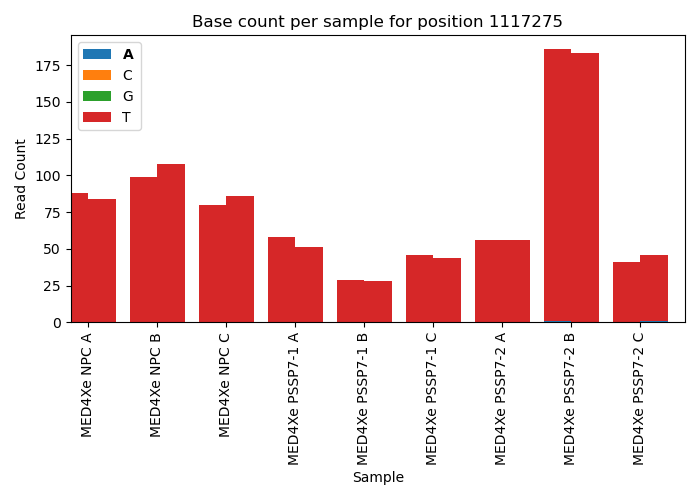 Base count per sample for position 1117275
A
C
G
T
175
150
125
100
75
50
25
0
Read Count
MED4Xe NPC A
MED4Xe NPC B
MED4Xe NPC C
MED4Xe PSSP7-1 A
MED4Xe PSSP7-1 B
MED4Xe PSSP7-1 C
MED4Xe PSSP7-2 A
MED4Xe PSSP7-2 B
MED4Xe PSSP7-2 C
Sample